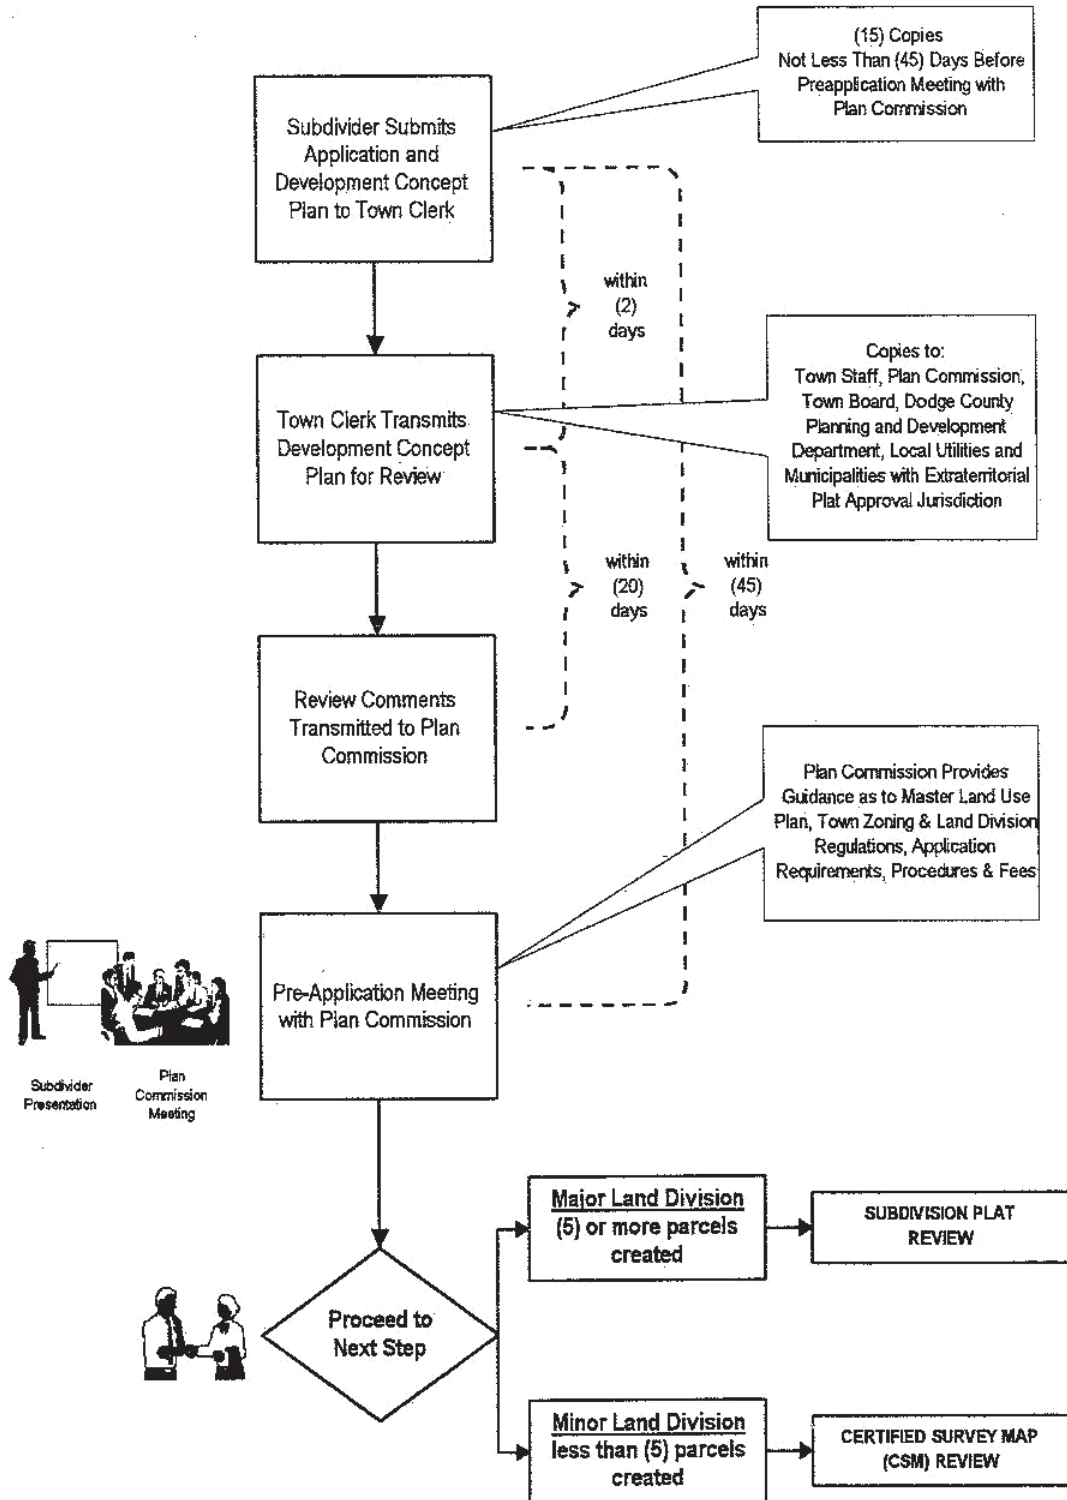 (15) Copies
Not Less Than (45) Days Before
Preapplication Meeting with
Plan Commission
Subdivider Submits
Application and
Development Concept
Plan to Town Clerk
within
(2)
days
Copies to:
Town Staff, Plan Commission,
Town Board, Dodge County
Planning and Development
Department, Local Utilities and
Municipalities with Extraterritorial
Plat Approval Jurisdiction
Town Clerk Transmits
Development Concept
Plan for Review
within
(20)
days
within
(45)
days
Review Comments
Transmitted to Plan
Commission
Plan Commission Provides
Guidance as to Master Land Use
Plan, Town Zoning & Land Division
Regulations, Application
Requirements, Procedures & Fees
Pre-Application Meeting
with Plan Commission
Subdivider
Presentation
Plan
Commission
Meeting
Major Land Division
(5) or more parcels
created
SUBDIVISION PLAT
REVIEW
Proceed to
Next Step
Minor Land Division
less than (5) parcels
created
CERTIFIED SURVEY MAP
(CSM) REVIEW